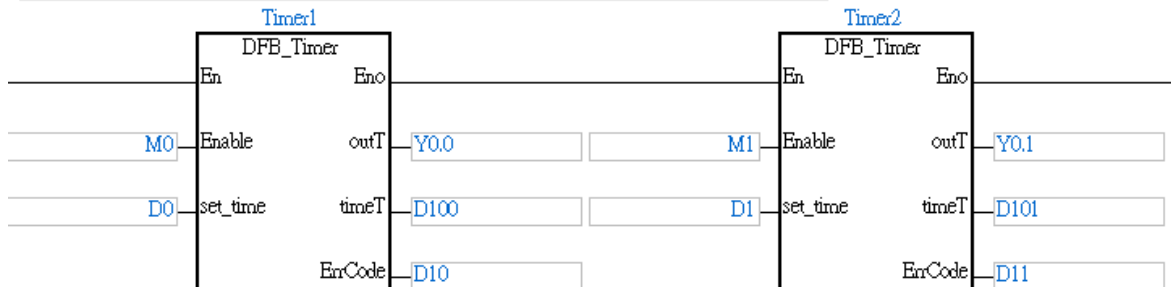 Timer1 Timer2
DFB_Timer DFB_Timer
En Eno En Eno
M0 Enable outT Y0.0 M1 Enable outT Y0.1
D0 set_time timeT D100 D1 set_time timeT D101
ErrCode D10 ErrCode D11